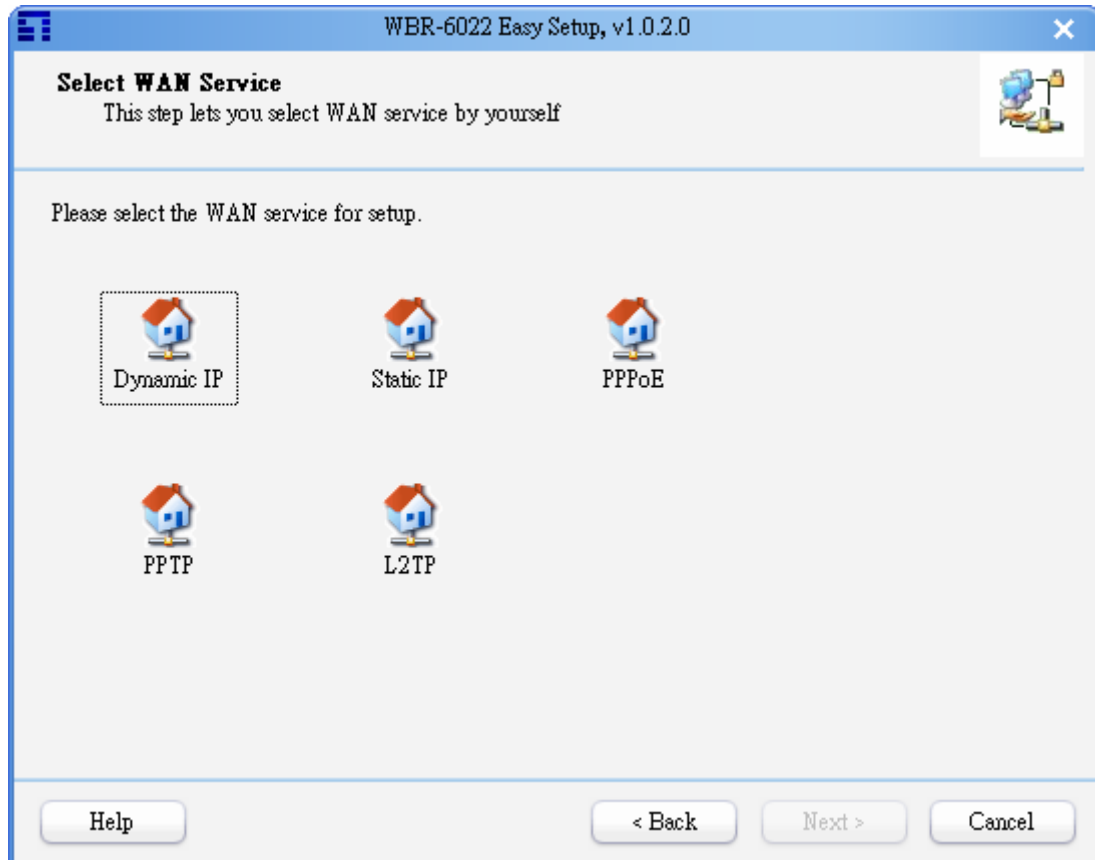 WBR-6022 Easy Setup, v1.0.2.0
Select WAN Service
This step lets you select WAN service by yourself
Please select the WAN service for setup.
Dynamic IP Static IP PPPoE
PPTP L2TP
Help < Back Next > Cancel